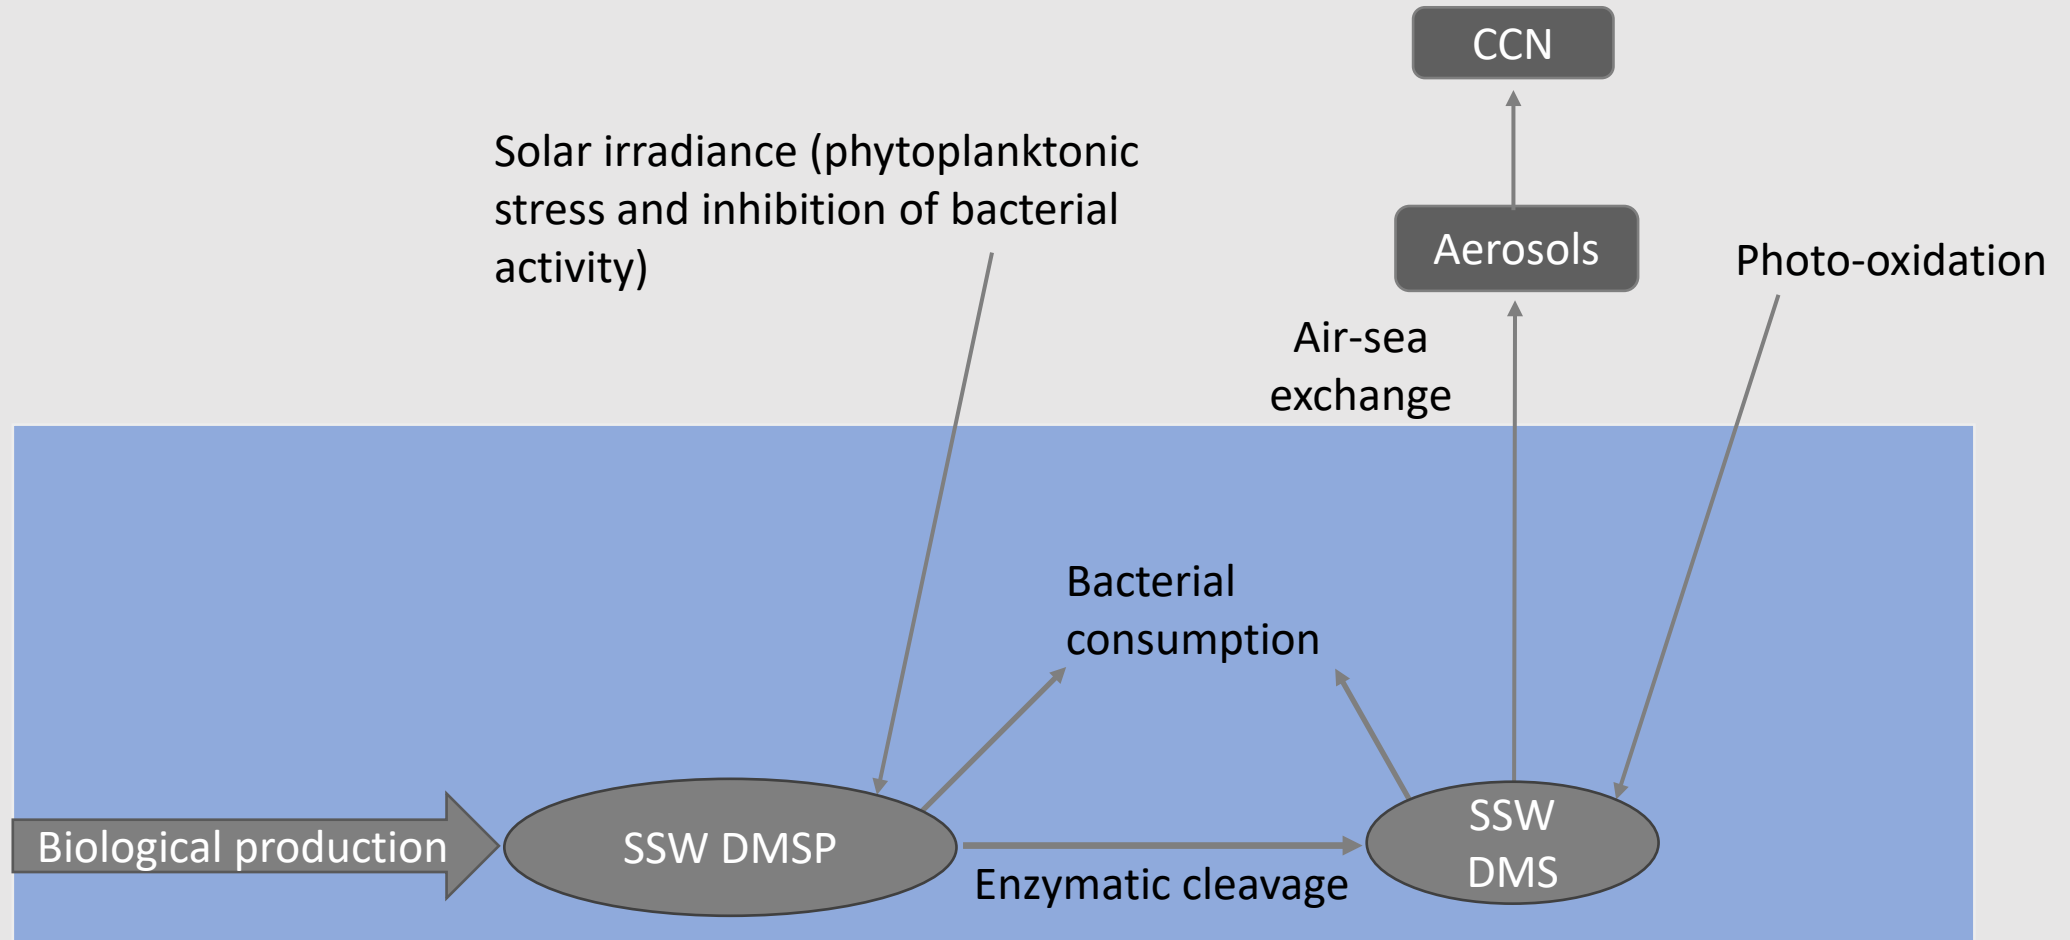 CCN
Solar irradiance (phytoplanktonic
stress and inhibition of bacterial
activity)
Aerosols
Photo-oxidation
Air-sea
exchange
Bacterial
consumption
Biological production
SSW DMSP
Enzymatic cleavage
SSW
DMS